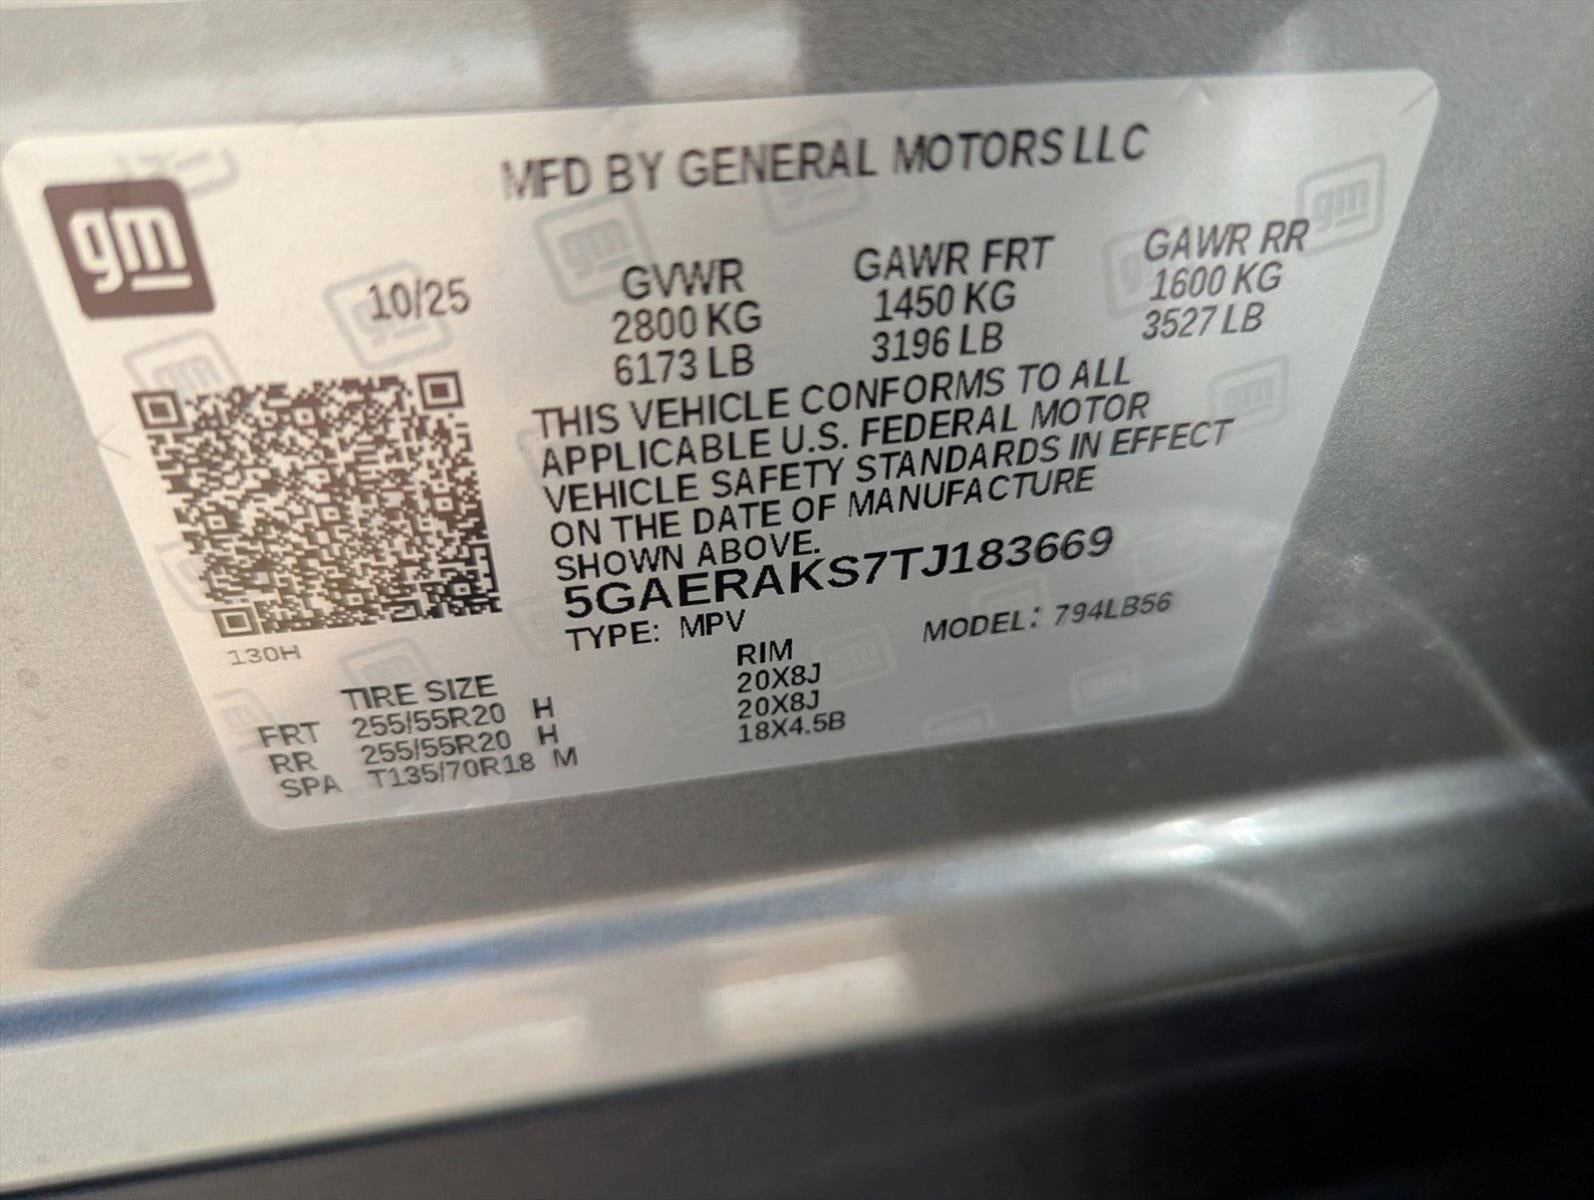 MFD BY GENERAL MOTORS LLC
gm
10/25
GVWR GAWR FRT GAWR RR
2800 KG 1450 KG 1600 KG
6173 LB 3196 LB 3527 LB
THIS VEHICLE CONFORMS TO ALL
APPLICABLE U.S. FEDERAL MOTOR
VEHICLE SAFETY STANDARDS IN EFFECT
ON THE DATE OF MANUFACTURE
SHOWN ABOVE.
5GAERAKS7TJ183669
TYPE: MPV MODEL: 794LB56
130H
TIRE SIZE RIM
FRT 255/55R20 H 20X8J
RR 255/55R20 H 20X8J
SPA T135/70R18 M 18X4.5B